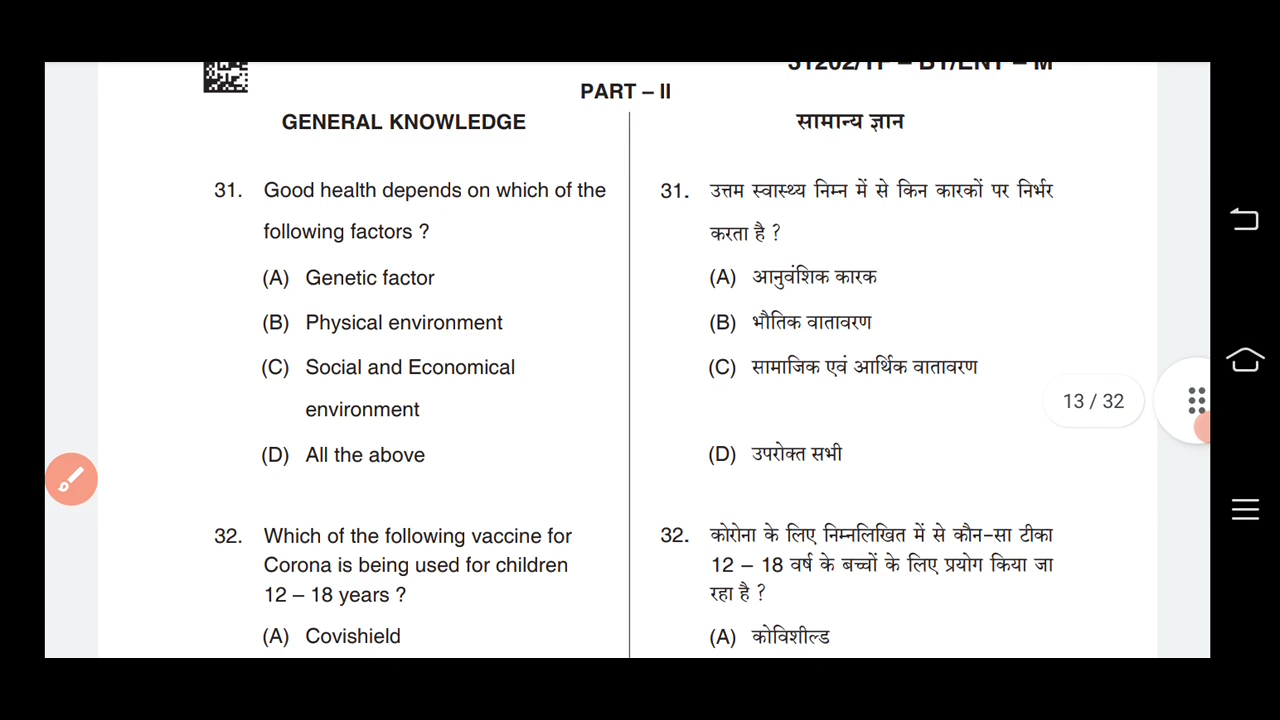 PART – II
GENERAL KNOWLEDGE
31. Good health depends on which of the
following factors ?
(A) Genetic factor
(B) Physical environment
(C) Social and Economical
environment
(D) All the above
32. Which of the following vaccine for
Corona is being used for children
12 – 18 years ?
(A) Covishield
सामान्य ज्ञान
31. उत्तम स्वास्थ्य निम्न में से किन कारकों पर निर्भर
करता है ?
(A) आनुवंशिक कारक
(B) भौतिक वातावरण
(C) सामाजिक एवं आर्थिक वातावरण
(D) उपरोक्त सभी
32. कोरोना के लिए निम्नलिखित में से कौन-सा टीका
12 – 18 वर्ष के बच्चों के लिए प्रयोग किया जा
रहा है ?
(A) कोविशील्ड
13 / 32